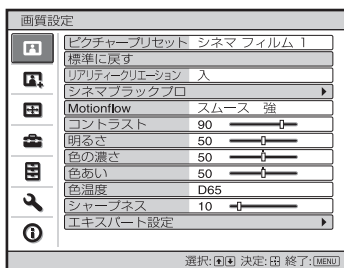 画質設定
ピクチャープリセット シネマ フィルム 1
標準に戻す
リアリティークリエーション 入
シネマブラックプロ
Motionflow スムース 強
コントラスト 90
明るさ 50
色の濃さ 50
色あい 50
色温度 D65
シャープネス 10
エキスパート設定
選択: 決定: 終了: MENU